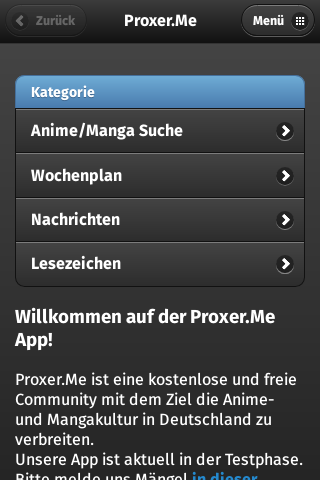 Zurück
Proxer.Me
Menü
Kategorie
Anime/Manga Suche
Wochenplan
Nachrichten
Lesezeichen
Willkommen auf der Proxer.Me
App!
Proxer.Me ist eine kostenlose und freie
Community mit dem Ziel die Anime-
und Mangakultur in Deutschland zu
verbreiten.
Unsere App ist aktuell in der Testphase.
Bitte melde uns Mängel in dieser